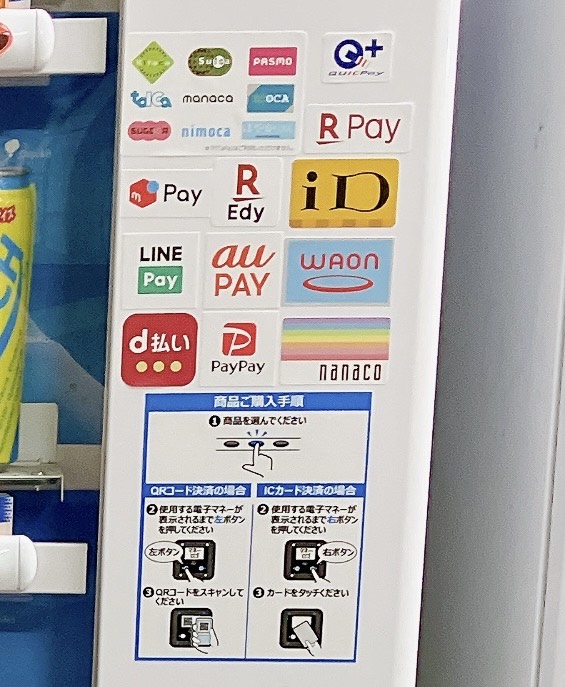 Kitaca Suica PASMO
QUICPay
TOICA manaca ICOCA
SUGOCA nimoca
R Pay
m Pay
R Edy
iD
LINE Pay
au PAY
WAON
d払い
PayPay
nanaco
商品ご購入手順
❶商品を選んでください
QRコード決済の場合
❷使用する電子マネーが
表示されるまで左ボタン
を押してください
左ボタン
❸QRコードをスキャンして
ください
ICカード決済の場合
❷使用する電子マネーが
表示されるまで右ボタン
を押してください
右ボタン
❸カードをタッチください